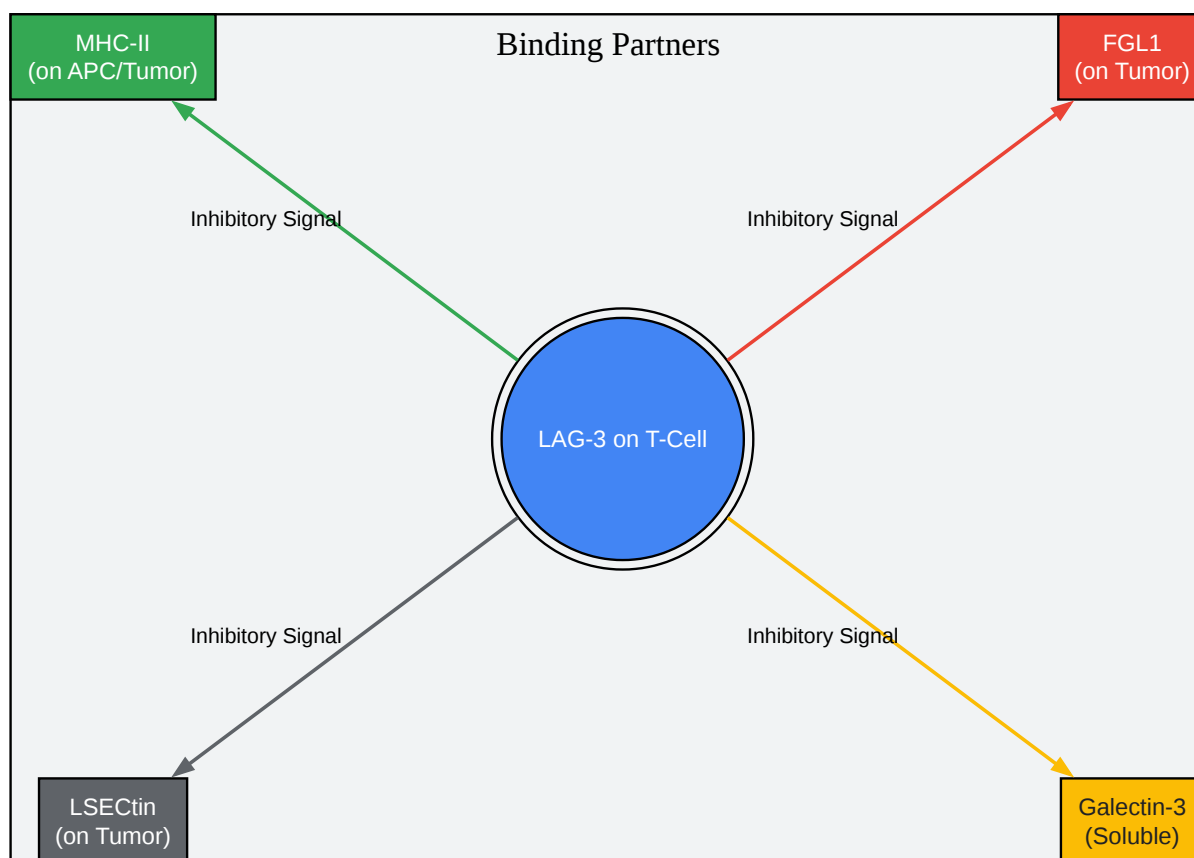 MHC-II
(on APC/Tumor)
Binding Partners
FGL1
(on Tumor)
Inhibitory Signal
Inhibitory Signal
LAG-3 on T-Cell
Inhibitory Signal
Inhibitory Signal
LSECtin
(on Tumor)
Galectin-3
(Soluble)